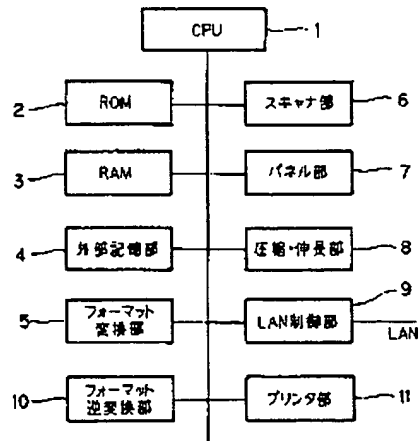 CPU
1
2
ROM
スキャナ部
6
3
RAM
パネル部
7
4
外部記憶部
圧縮・伸長部
8
5
フォーマット
変換部
LAN制御部
9
LAN
10
フォーマット
逆変換部
プリンタ部
11